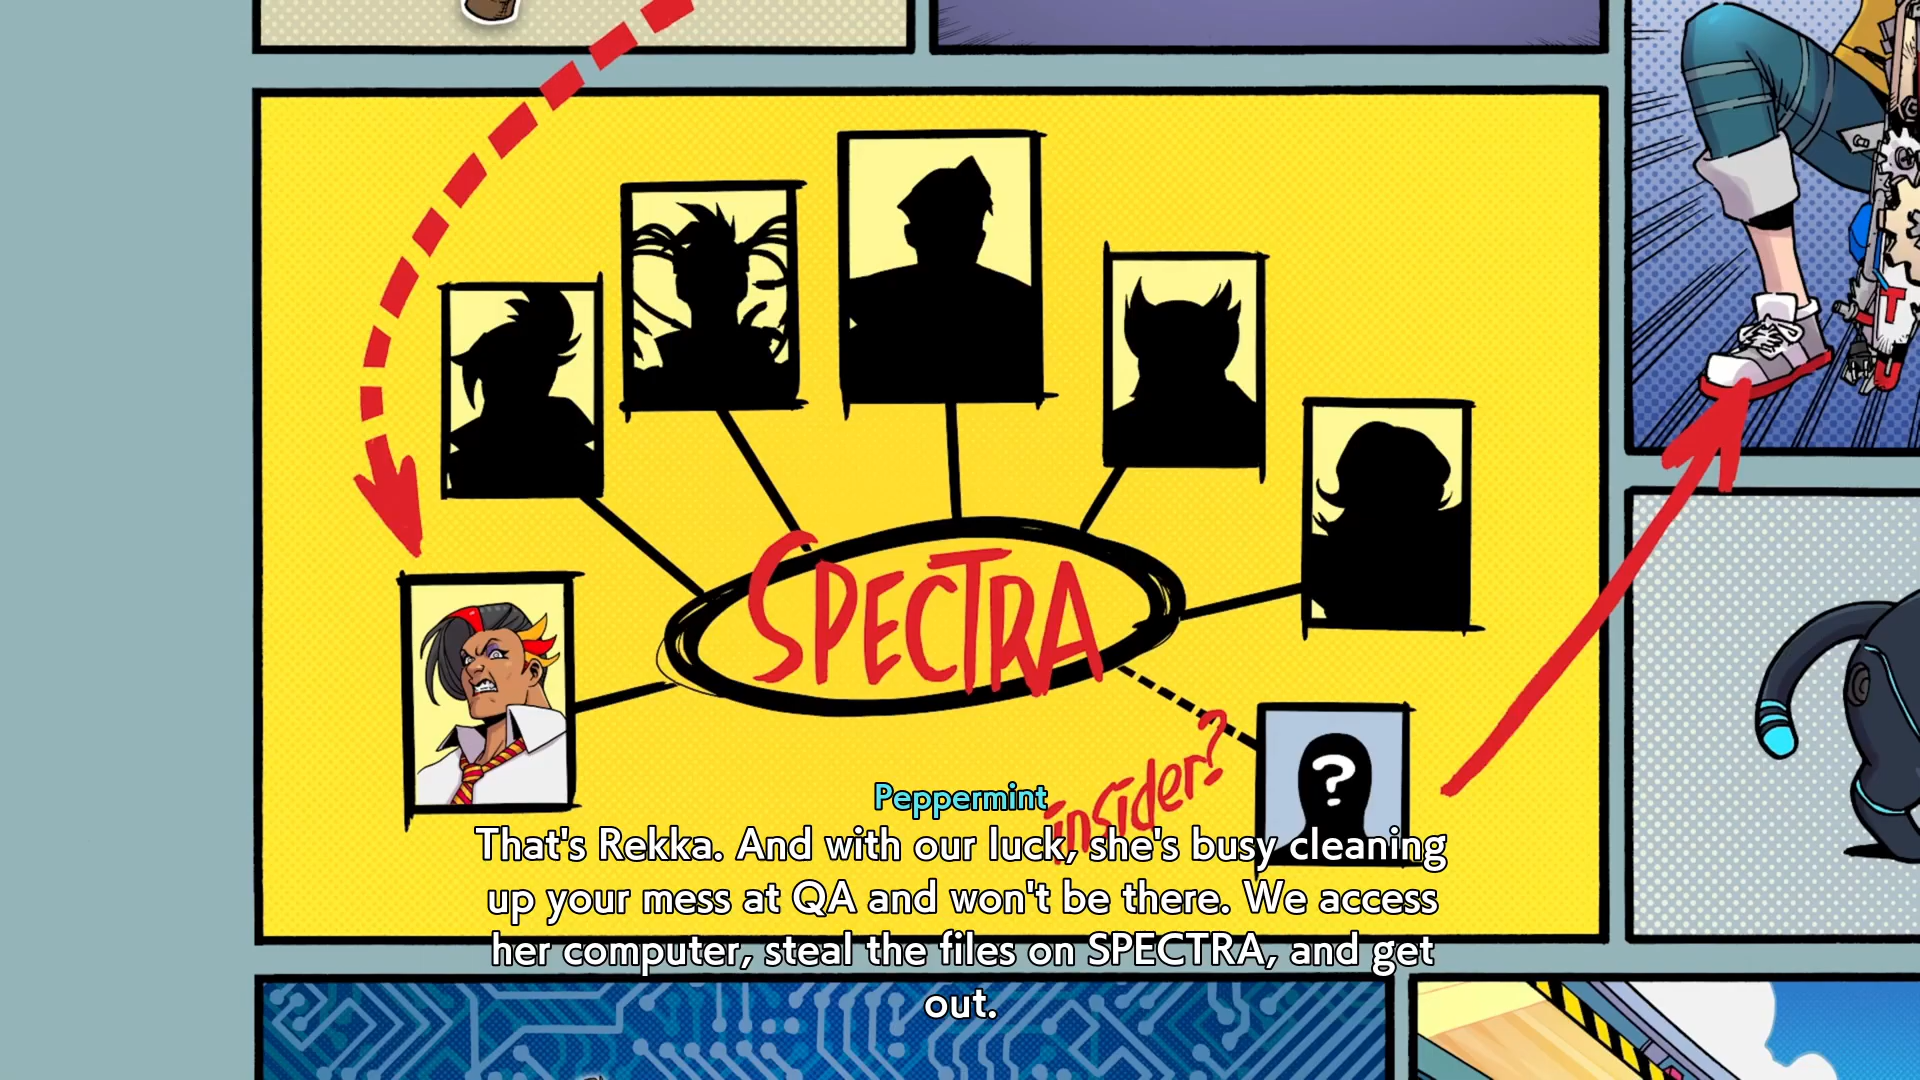 SPECTRA
insider?
?
Peppermint
That's Rekka. And with our luck, she's busy cleaning
up your mess at QA and won't be there. We access
her computer, steal the files on SPECTRA, and get
out.
T